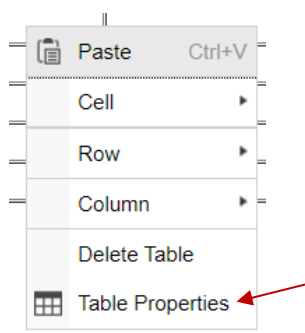 Paste Ctrl+V
Cell
Row
Column
Delete Table
Table Properties